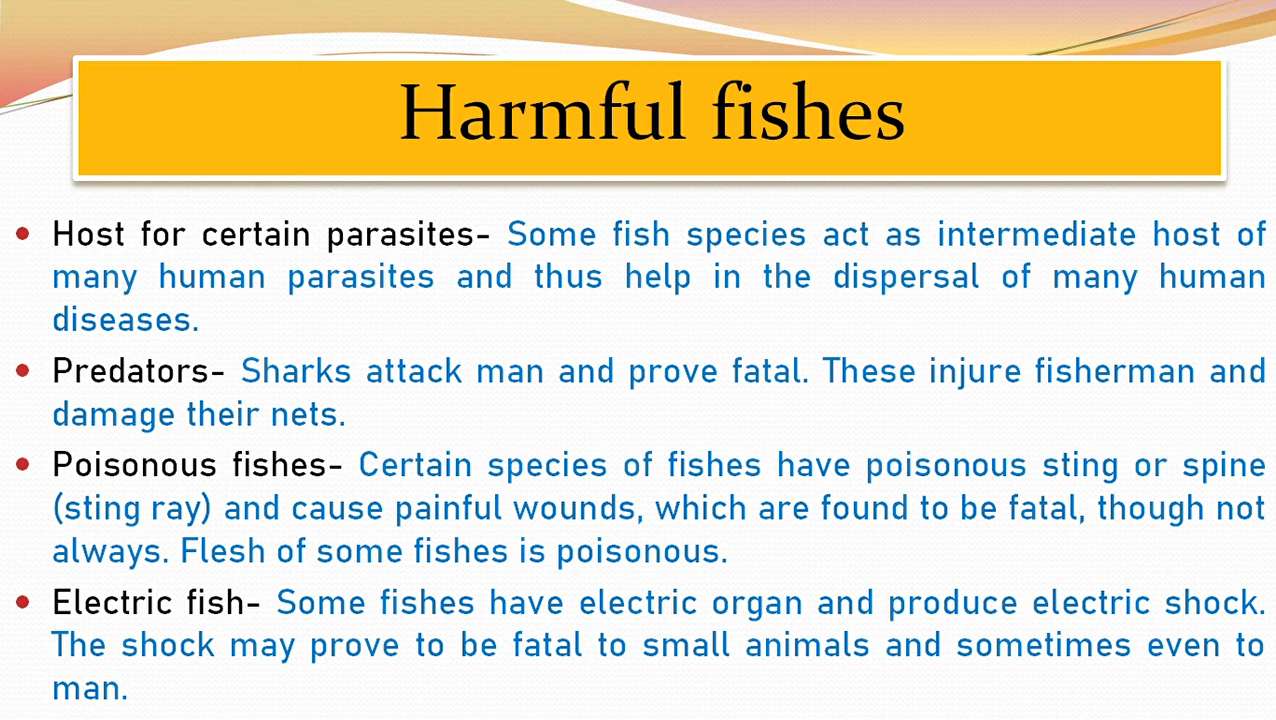 Harmful fishes
• Host for certain parasites- Some fish species act as intermediate host of
many human parasites and thus help in the dispersal of many human
diseases.
• Predators- Sharks attack man and prove fatal. These injure fisherman and
damage their nets.
• Poisonous fishes- Certain species of fishes have poisonous sting or spine
(sting ray) and cause painful wounds, which are found to be fatal, though not
always. Flesh of some fishes is poisonous.
• Electric fish- Some fishes have electric organ and produce electric shock.
The shock may prove to be fatal to small animals and sometimes even to
man.